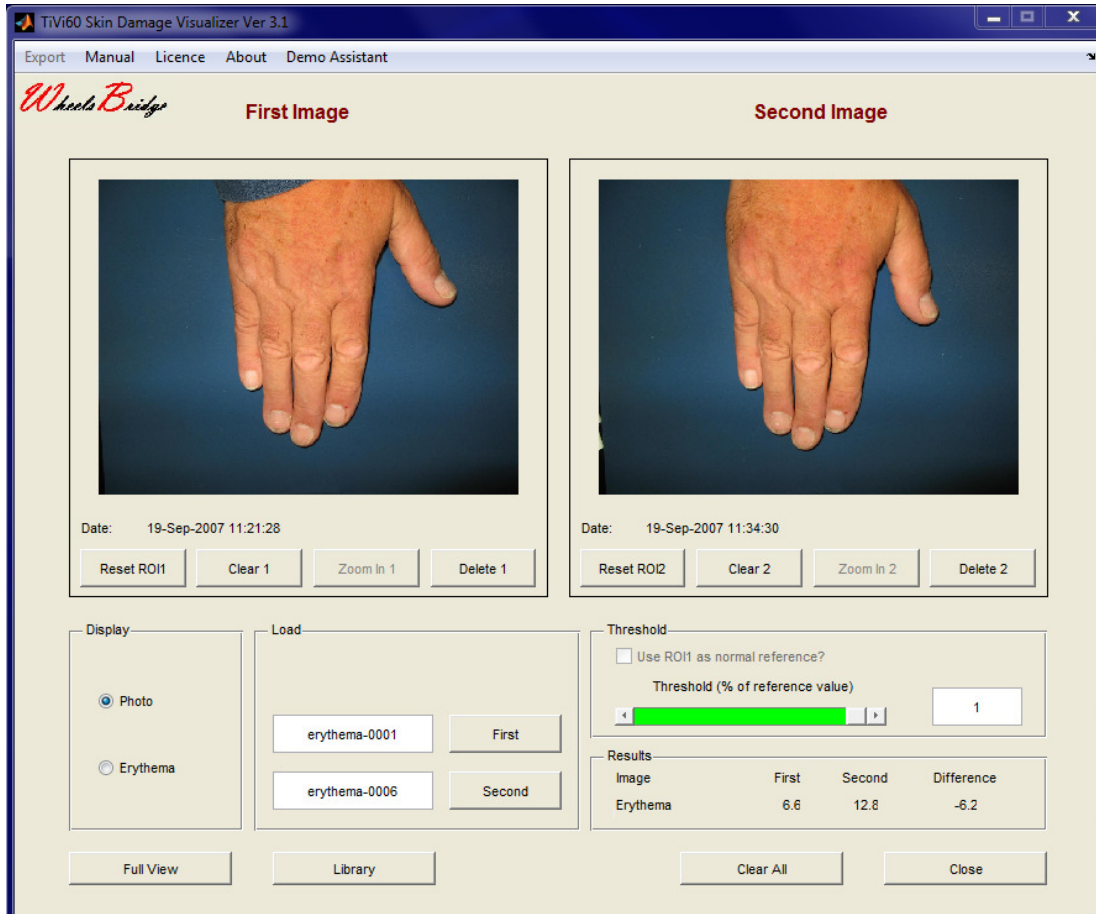 TiVi60 Skin Damage Visualizer Ver 3.1
Export Manual Licence About Demo Assistant
WheelsBridge
First Image Second Image
Date: 19-Sep-2007 11:21:28 Date: 19-Sep-2007 11:34:30
Reset ROI1 Clear 1 Zoom In 1 Delete 1 Reset ROI2 Clear 2 Zoom In 2 Delete 2
Display Load Threshold
Use ROI1 as normal reference?
Threshold (% of reference value)
Photo
1
erythema-0001 First
Results
Erythema
Image First Second Difference
erythema-0006 Second
Erythema 6.6 12.8 -6.2
Full View Library Clear All Close